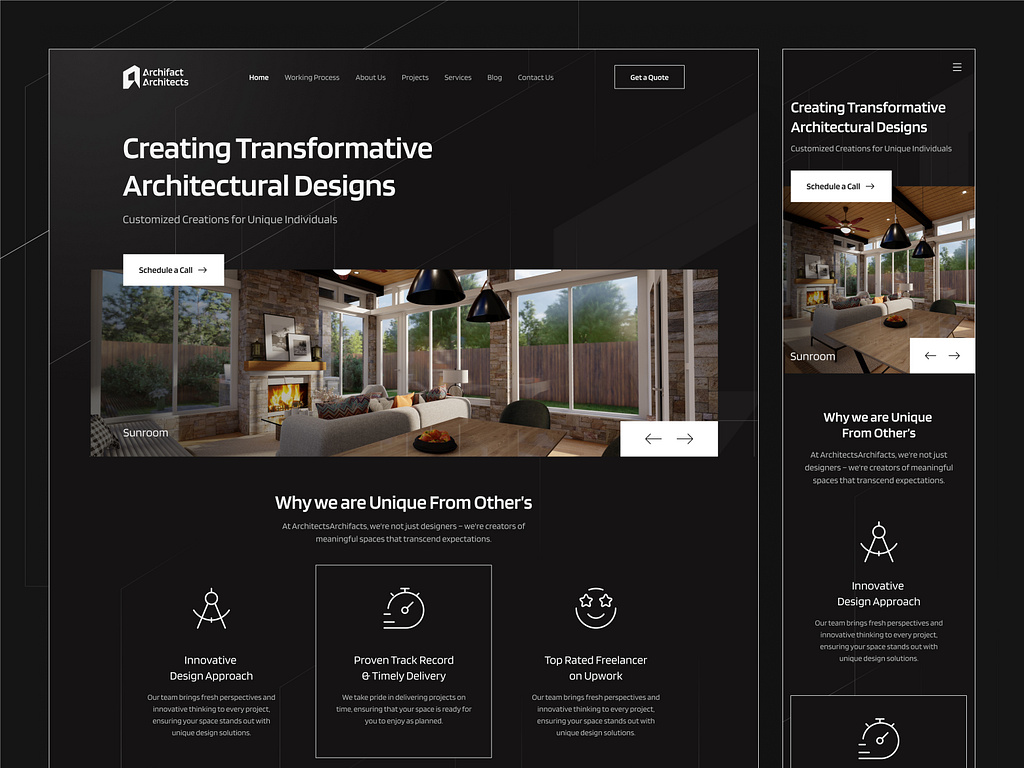 Archifact
Architects
Home
Working Process
About Us
Projects
Services
Blog
Contact Us
Get a Quote
Creating Transformative
Architectural Designs
Customized Creations for Unique Individuals
Schedule a Call
Sunroom
Why we are Unique From Other's
At ArchitectsArchifacts, we're not just designers – we're creators of
meaningful spaces that transcend expectations.
Innovative
Design Approach
Our team brings fresh perspectives and
innovative thinking to every project,
ensuring your space stands out with
unique design solutions.
Proven Track Record
& Timely Delivery
We take pride in delivering projects on
time, ensuring that your space is ready for
you to enjoy as planned.
Top Rated Freelancer
on Upwork
Our team brings fresh perspectives and
innovative thinking to every project,
ensuring your space stands out with
unique design solutions.
Creating Transformative
Architectural Designs
Customized Creations for Unique Individuals
Schedule a Call
Sunroom
Why we are Unique
From Other's
At ArchitectsArchifacts, we're not just
designers – we're creators of meaningful
spaces that transcend expectations.
Innovative
Design Approach
Our team brings fresh perspectives and
innovative thinking to every project,
ensuring your space stands out with
unique design solutions.